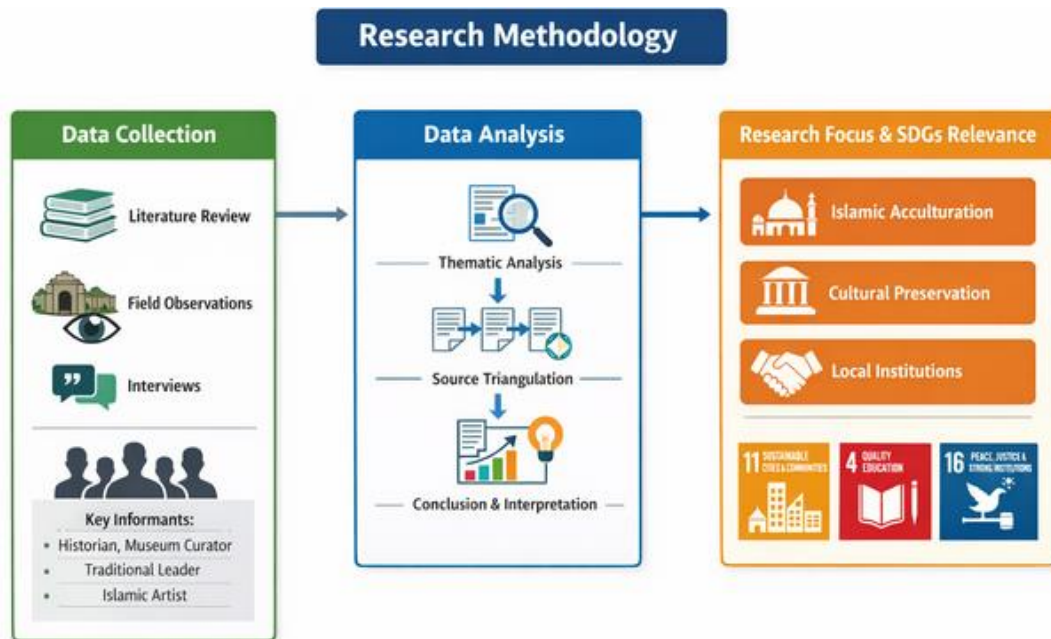 Research Methodology
Data Collection
Literature Review
Field Observations
Interviews
Key Informants:
• Historian, Museum Curator
• Traditional Leader
• Islamic Artist
Data Analysis
Thematic Analysis
Source Triangulation
Conclusion & Interpretation
Research Focus & SDGs Relevance
Islamic Acculturation
Cultural Preservation
Local Institutions
11 SUSTAINABLE
CITIES & COMMUNITIES
4 QUALITY
EDUCATION
16 PEACE, JUSTICE &
STRONG INSTITUTIONS